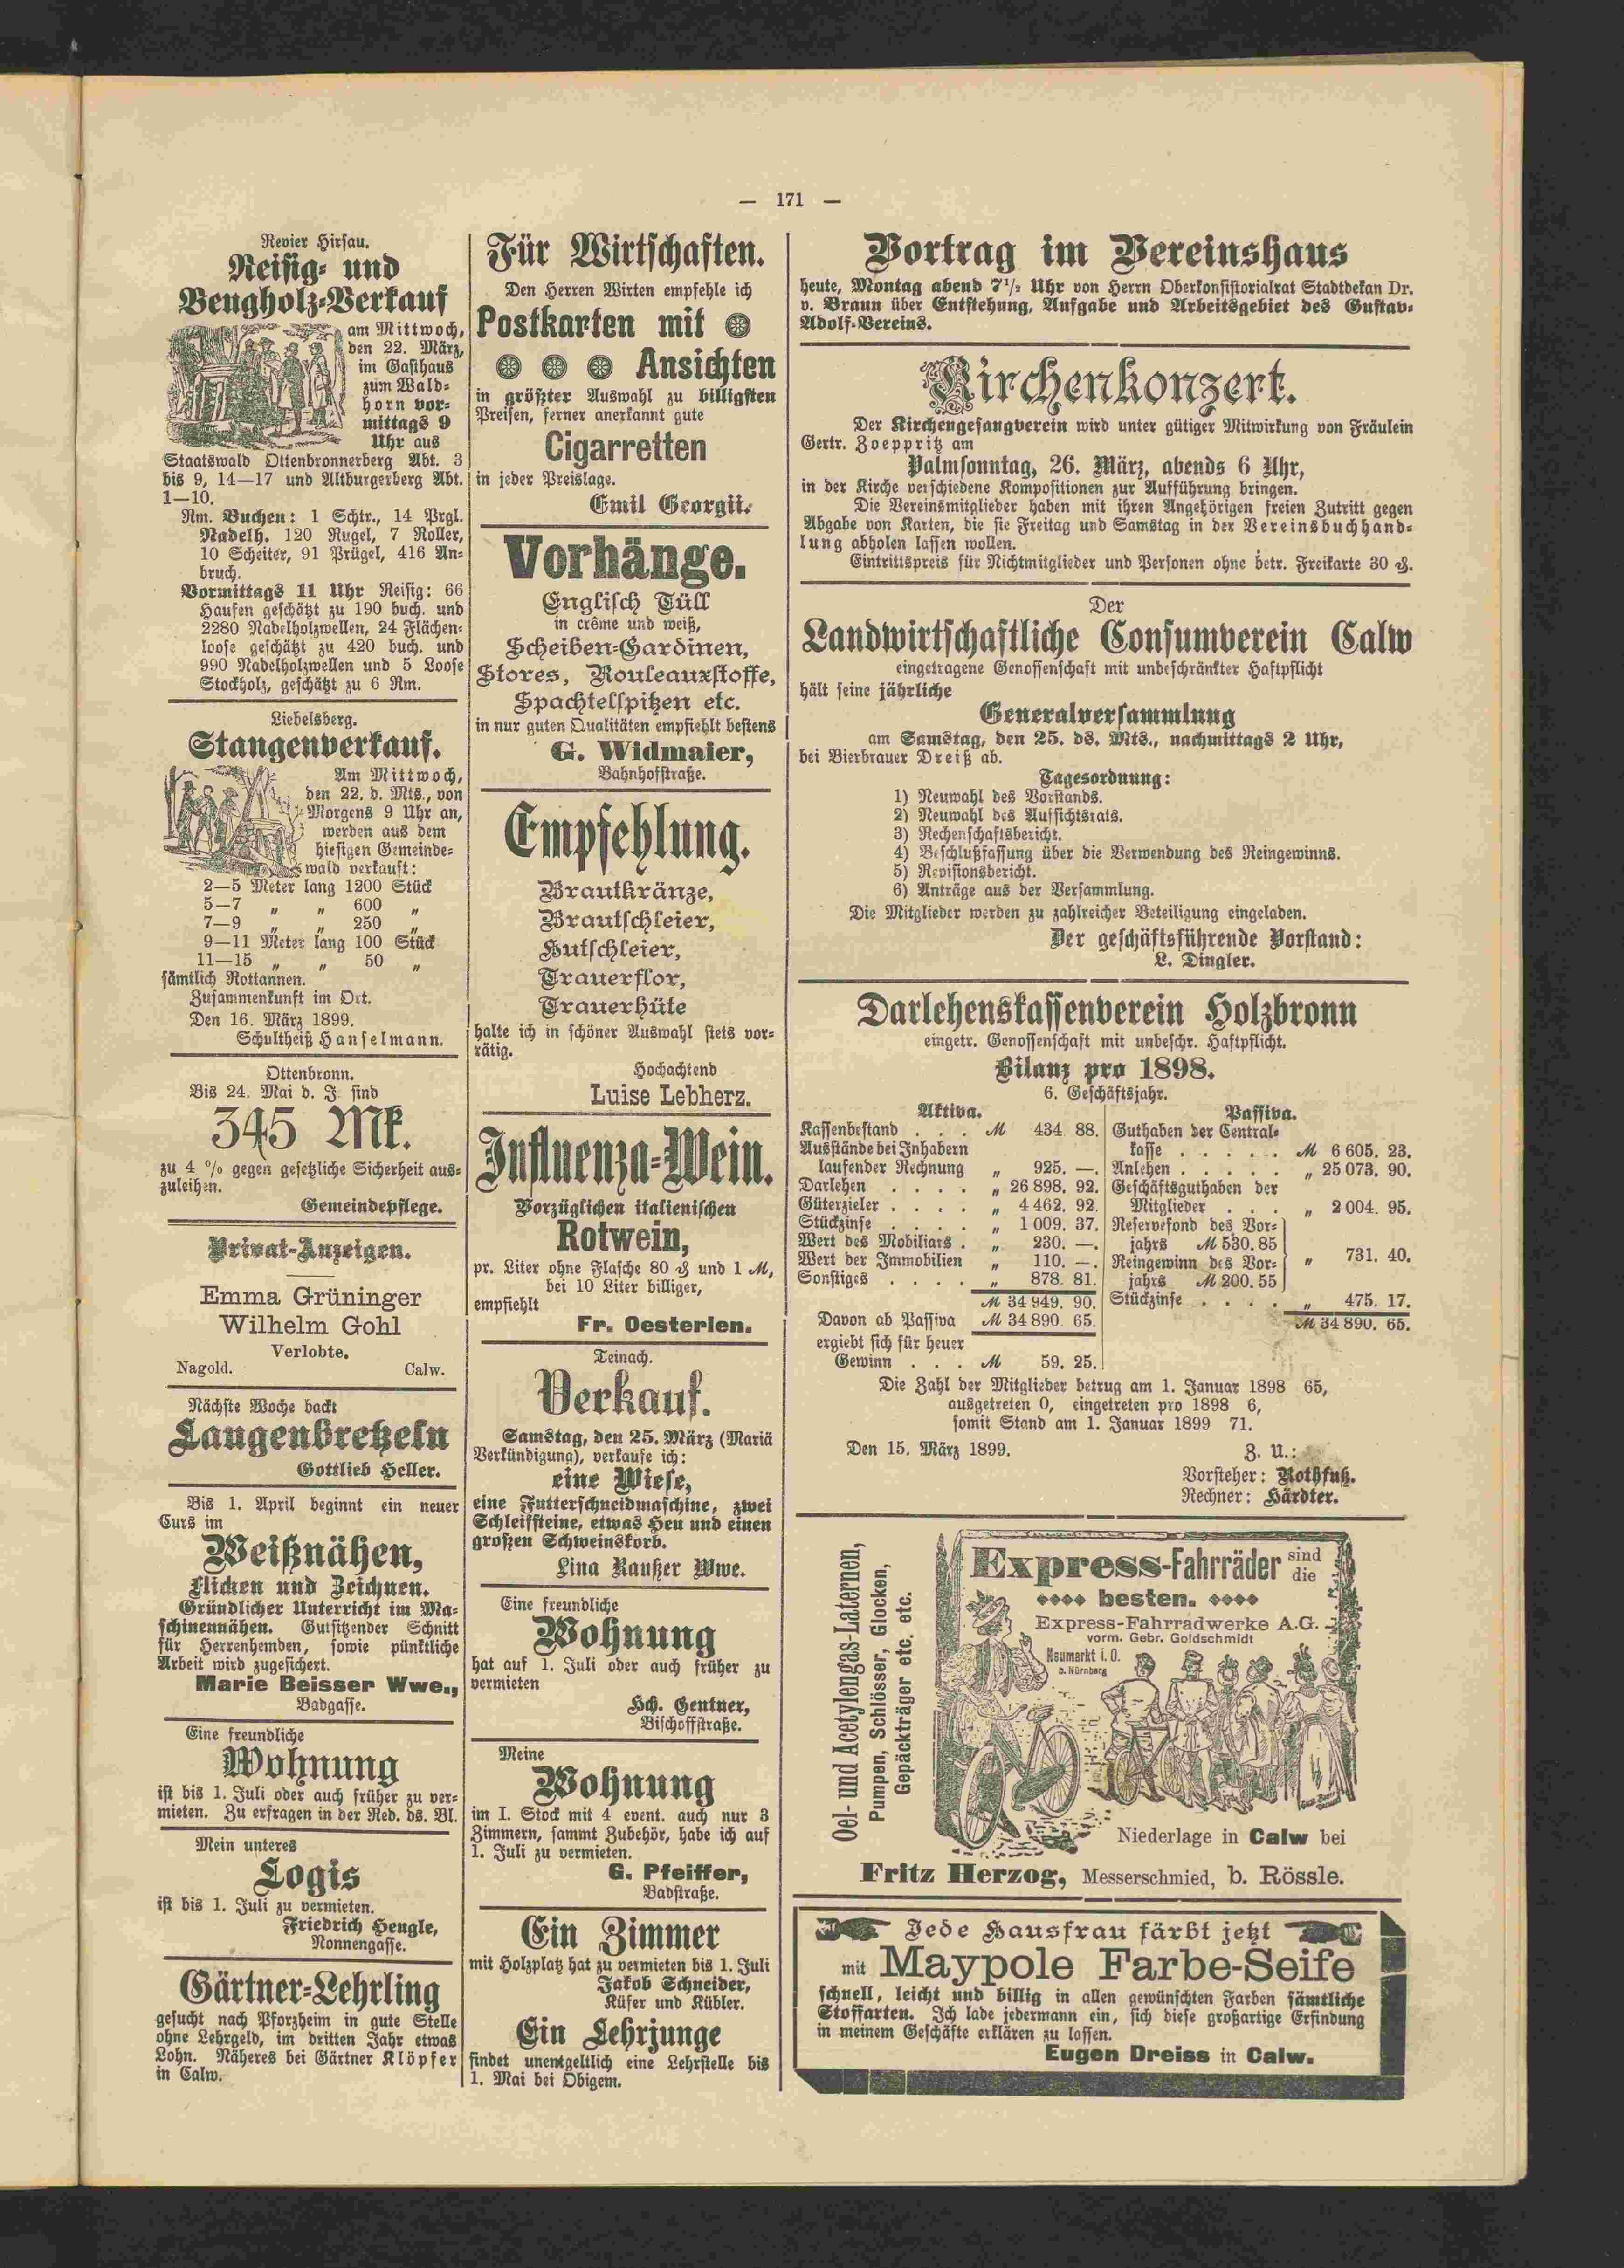 — 171 —
Revier Hirsau.
Reisig- und
Beugholz-Verkauf
am Mittwoch,
den 22. März,
im Gasthaus
zum Wald-
horn vor-
mittags 9
Uhr aus
Staatswald Ottenbronnerberg Abt. 3
bis 9, 14—17 und Altburgerberg Abt.
1—10.
Rm. Buchen: 1 Schtr., 14 Prgl.
Nadelh. 120 Rugel, 7 Roller,
10 Scheiter, 91 Prügel, 416 An-
bruch.
Vormittags 11 Uhr Reisig: 66
Haufen geschätzt zu 190 buch. und
2280 Nadelholzwellen, 24 Flächen-
loose geschätzt zu 420 buch. und
990 Nadelholzwellen und 5 Loose
Stockholz, geschätzt zu 6 Rm.
Liebelsberg.
Stangenverkauf.
Am Mittwoch,
den 22. d. Mts., von
Morgens 9 Uhr an,
werden aus dem
hiesigen Gemeinde-
wald verkauft:
2—5 Meter lang 1200 Stück
5—7 „ „ 600 „
7—9 „ „ 250 „
9—11 Meter lang 100 Stück
11—15 „ „ 50 „
sämtlich Rottannen.
Zusammenkunft im Ort.
Den 16. März 1899.
Schultheiß Hanselmann.
Ottenbronn.
Bis 24. Mai d. J. sind
345 Mk.
zu 4 % gegen gesetzliche Sicherheit aus-
zuleihen.
Gemeindepflege.
Privat-Anzeigen.
Emma Grüninger
Wilhelm Gohl
Verlobte.
Nagold. Calw.
Nächste Woche backt
Laugenbretzeln
Gottlieb Heller.
Bis 1. April beginnt ein neuer
Curs im
Weißnähen,
Flicken und Zeichnen.
Gründlicher Unterricht im Ma-
schinennähen. Gutsitzender Schnitt
für Herrenhemden, sowie pünktliche
Arbeit wird zugesichert.
Marie Beisser Wwe.,
Badgasse.
Eine freundliche
Wohnung
ist bis 1. Juli oder auch früher zu ver-
mieten. Zu erfragen in der Red. ds. Bl.
Mein unteres
Logis
ist bis 1. Juli zu vermieten.
Friedrich Hengle,
Nonnengasse.
Gärtner-Lehrling
gesucht nach Pforzheim in gute Stelle
ohne Lehrgeld, im dritten Jahr etwas
Lohn. Näheres bei Gärtner Klöpfer
in Calw.
Für Wirtschaften.
Den Herren Wirten empfehle ich
Postkarten mit
Ansichten
in größter Auswahl zu billigsten
Preisen, ferner anerkannt gute
Cigarretten
in jeder Preislage.
Emil Georgii.
Vorhänge.
Englisch Tüll
in crême und weiß,
Scheiben-Gardinen,
Stores, Rouleauxstoffe,
Spachtelspitzen etc.
in nur guten Qualitäten empfiehlt bestens
G. Widmaier,
Bahnhofstraße.
Empfehlung.
Brautkränze,
Brautschleier,
Hutschleier,
Trauerflor,
Trauerhüte
halte ich in schöner Auswahl stets vor-
rätig.
Hochachtend
Luise Lebherz.
Influenza-Wein.
Vorzüglichen italienischen
Rotwein,
pr. Liter ohne Flasche 80 ₰ und 1 M,
bei 10 Liter billiger,
empfiehlt
Fr. Oesterlen.
Teinach.
Verkauf.
Samstag, den 25. März (Mariä
Verkündigung), verkaufe ich:
eine Wiese,
eine Futterschneidmaschine, zwei
Schleifsteine, etwas Heu und einen
großen Schweinskorb.
Lina Raußer Wwe.
Eine freundliche
Wohnung
hat auf 1. Juli oder auch früher zu
vermieten
Hch. Gentner,
Bischoffstraße.
Meine
Wohnung
im I. Stock mit 4 event. auch nur 3
Zimmern, sammt Zubehör, habe ich auf
1. Juli zu vermieten.
G. Pfeiffer,
Badstraße.
Ein Zimmer
mit Holzplatz hat zu vermieten bis 1. Juli
Jakob Schneider,
Küfer und Kübler.
Ein Lehrjunge
findet unentgeltlich eine Lehrstelle bis
1. Mai bei Obigem.
Vortrag im Vereinshaus
heute, Montag abend 7½ Uhr von Herrn Oberkonsistorialrat Stadtdekan Dr.
v. Braun über Entstehung, Aufgabe und Arbeitsgebiet des Gustav-
Adolf-Vereins.
Kirchenkonzert.
Der Kirchengesangverein wird unter gütiger Mitwirkung von Fräulein
Gertr. Zoeppritz am
Palmsonntag, 26. März, abends 6 Uhr,
in der Kirche verschiedene Kompositionen zur Aufführung bringen.
Die Vereinsmitglieder haben mit ihren Angehörigen freien Zutritt gegen
Abgabe von Karten, die sie Freitag und Samstag in der Vereinsbuchhand-
lung abholen lassen wollen.
Eintrittspreis für Nichtmitglieder und Personen ohne betr. Freikarte 30 ₰.
Der
Landwirtschaftliche Consumverein Calw
eingetragene Genossenschaft mit unbeschränkter Haftpflicht
hält seine jährliche
Generalversammlung
am Samstag, den 25. ds. Mts., nachmittags 2 Uhr,
bei Bierbrauer Dreiß ab.
Tagesordnung:
1) Neuwahl des Vorstands.
2) Neuwahl des Aufsichtsrats.
3) Rechenschaftsbericht.
4) Beschlußfassung über die Verwendung des Reingewinns.
5) Revisionsbericht.
6) Anträge aus der Versammlung.
Die Mitglieder werden zu zahlreicher Beteiligung eingeladen.
Der geschäftsführende Vorstand:
L. Dingler.
Darlehenskassenverein Holzbronn
eingetr. Genossenschaft mit unbeschr. Haftpflicht.
Bilanz pro 1898.
6. Geschäftsjahr.
Aktiva.
Kassenbestand . . . M 434. 88.
Ausstände bei Inhabern
laufender Rechnung „ 925. —.
Darlehen . . . . „ 26 898. 92.
Güterzieler . . . . „ 4 462. 92.
Stückzinse . . . . „ 1 009. 37.
Wert des Mobiliars . „ 230. —.
Wert der Immobilien „ 110. —.
Sonstiges . . . . „ 878. 81.
M 34 949. 90.
Davon ab Passiva M 34 890. 65.
ergiebt sich für heuer
Gewinn . . . M 59. 25.
Passiva.
Guthaben der Central-
kasse . . . . . M 6 605. 23.
Anlehen . . . . . „ 25 073. 90.
Geschäftsguthaben der
Mitglieder . . . „ 2 004. 95.
Reservefond des Vor-
jahrs M 530. 85
Reingewinn des Vor- „ 731. 40.
jahrs M 200. 55
Stückzinse . . . . „ 475. 17.
M 34 890. 65.
Die Zahl der Mitglieder betrug am 1. Januar 1898 65,
ausgetreten 0, eingetreten pro 1898 6,
somit Stand am 1. Januar 1899 71.
Den 15. März 1899.
Z. U.:
Vorsteher: Rothfuß.
Rechner: Härdter.
Oel- und Acetylengas-Laternen,
Pumpen, Schlösser, Glocken,
Gepäckträger etc. etc.
Express-Fahrräder sind
die
besten.
Express-Fahrradwerke A.G.
vorm. Gebr. Goldschmidt
Neumarkt i. O.
b. Nürnberg
Niederlage in Calw bei
Fritz Herzog, Messerschmied, b. Rössle.
Jede Hausfrau färbt jetzt
mit Maypole Farbe-Seife
schnell, leicht und billig in allen gewünschten Farben sämtliche
Stoffarten. Ich lade jedermann ein, sich diese großartige Erfindung
in meinem Geschäfte erklären zu lassen.
Eugen Dreiss in Calw.